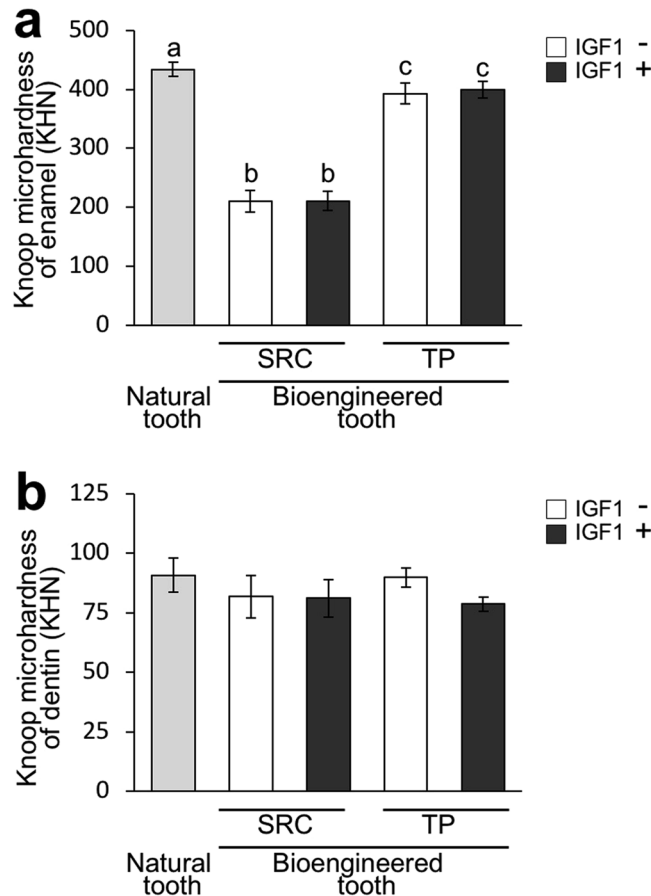 a
Knoop microhardness
of enamel (KHN)
500
400
300
200
100
0
a
b
b
c
c
IGF1 -
IGF1 +
SRC
TP
Natural
tooth
Bioengineered
tooth
b
Knoop microhardness
of dentin (KHN)
125
100
75
50
25
0
IGF1 -
IGF1 +
SRC
TP
Natural
tooth
Bioengineered
tooth